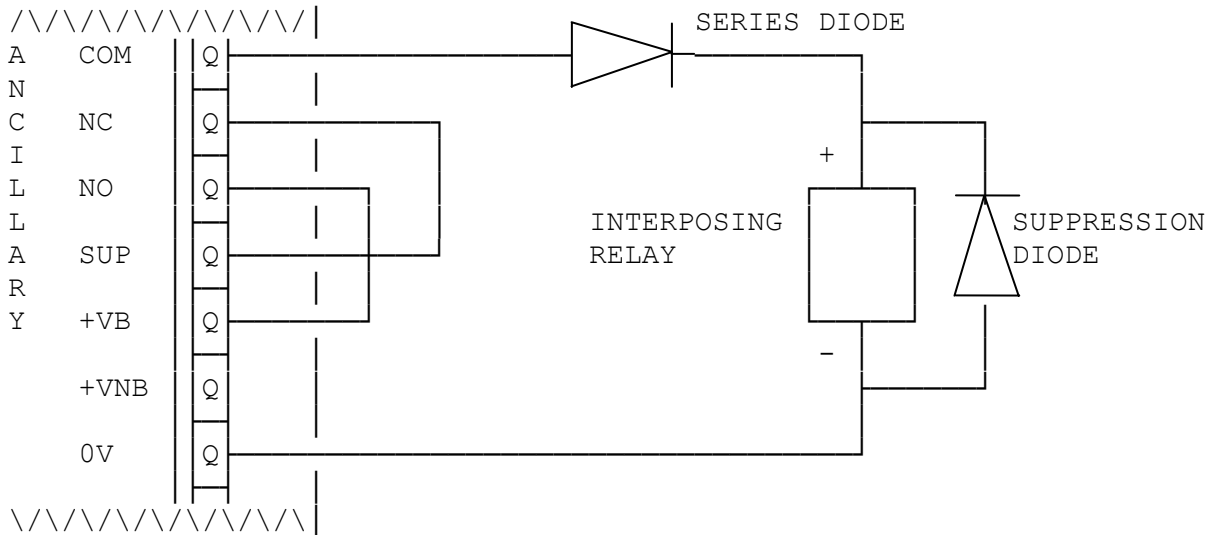 /\/\/\/\/\/\/\/\/
SERIES DIODE
A COM Q
N
C NC Q
I +
L NO Q
L INTERPOSING SUPPRESSION
A SUP Q RELAY DIODE
R
Y +VB Q
-
+VNB Q
0V Q
\/\/\/\/\/\/\/\/\